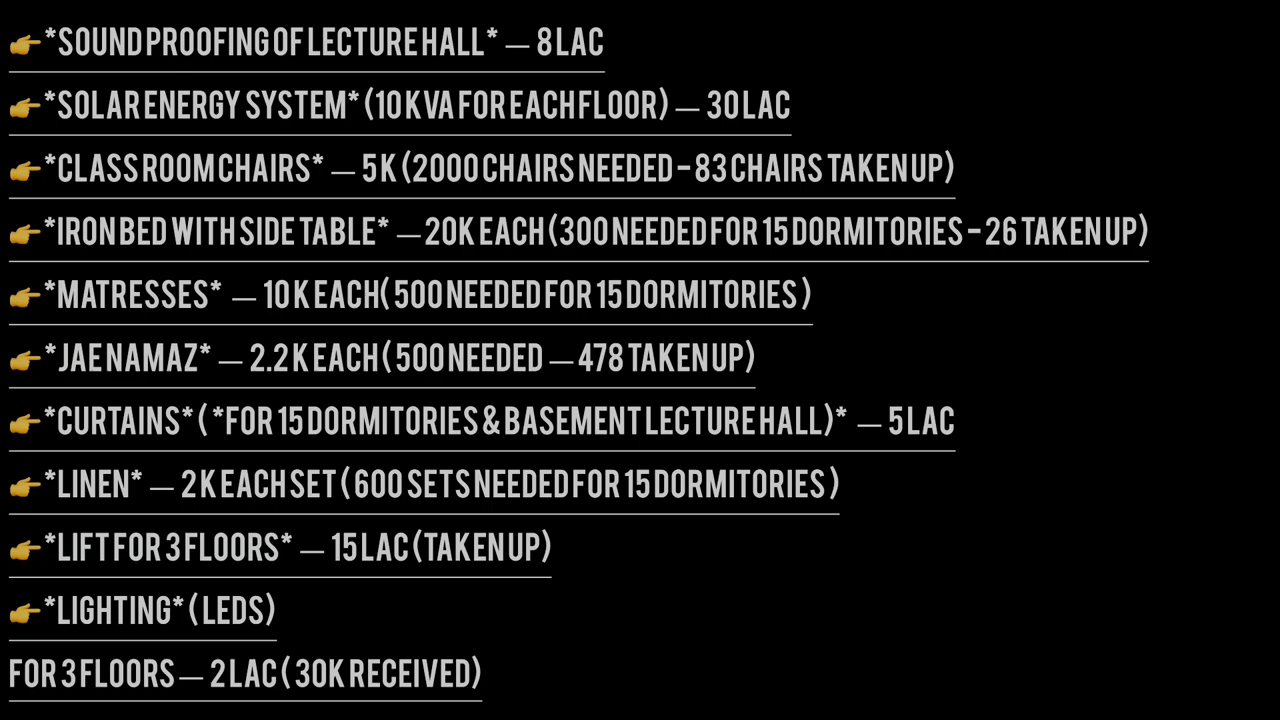 👉*SOUND PROOFING OF LECTURE HALL* — 8 LAC
👉*SOLAR ENERGY SYSTEM* (10 KVA FOR EACH FLOOR) — 30 LAC
👉*CLASS ROOM CHAIRS* — 5K (2000 CHAIRS NEEDED - 83 CHAIRS TAKEN UP)
👉*IRON BED WITH SIDE TABLE* —20K EACH (300 NEEDED FOR 15 DORMITORIES - 26 TAKEN UP)
👉*MATRESSES* — 10 K EACH( 500 NEEDED FOR 15 DORMITORIES )
👉*JAE NAMAZ* — 2.2 K EACH ( 500 NEEDED — 478 TAKEN UP)
👉*CURTAINS* ( *FOR 15 DORMITORIES & BASEMENT LECTURE HALL)* — 5 LAC
👉*LINEN* — 2 K EACH SET ( 600 SETS NEEDED FOR 15 DORMITORIES )
👉*LIFT FOR 3 FLOORS* — 15 LAC (TAKEN UP)
👉*LIGHTING* ( LEDS)
FOR 3 FLOORS — 2 LAC ( 30K RECEIVED)